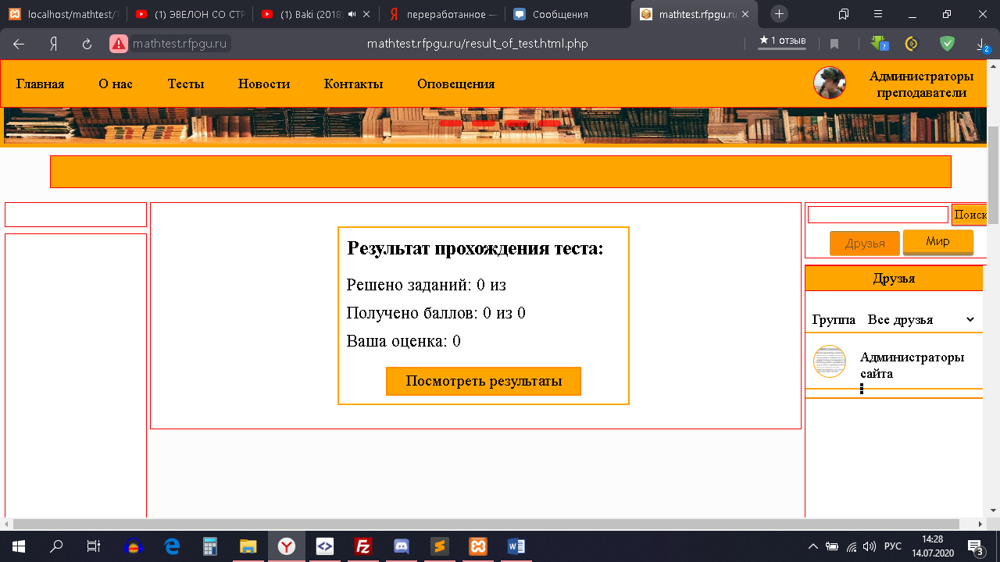 localhost/mathtest/
(1) ЭВЕЛОН СО СТР
(1) Baki (2018)
переработанное —
Сообщения
mathtest.rfpgu.ru
mathtest.rfpgu.ru
mathtest.rfpgu.ru/result_of_test.html.php
★ 1 отзыв
?
2
Главная
О нас
Тесты
Новости
Контакты
Оповещения
Администраторы
преподаватели
Поиск
Друзья
Мир
Друзья
Группа
Все друзья
Администраторы
сайта
Результат прохождения теста:
Решено заданий: 0 из
Получено баллов: 0 из 0
Ваша оценка: 0
Посмотреть результаты
РУС
14:28
14.07.2020
3